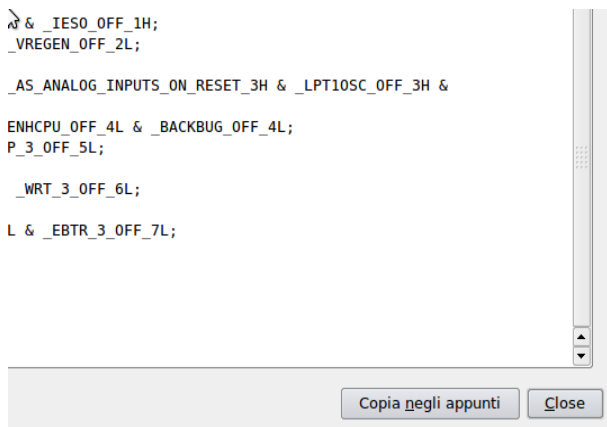 & _IESO_OFF_1H;
_VREGEN_OFF_2L;
_AS_ANALOG_INPUTS_ON_RESET_3H & _LPT1OSC_OFF_3H &
ENHCPU_OFF_4L & _BACKBUG_OFF_4L;
P_3_OFF_5L;
_WRT_3_OFF_6L;
L & _EBTR_3_OFF_7L;
Copia negli appunti Close